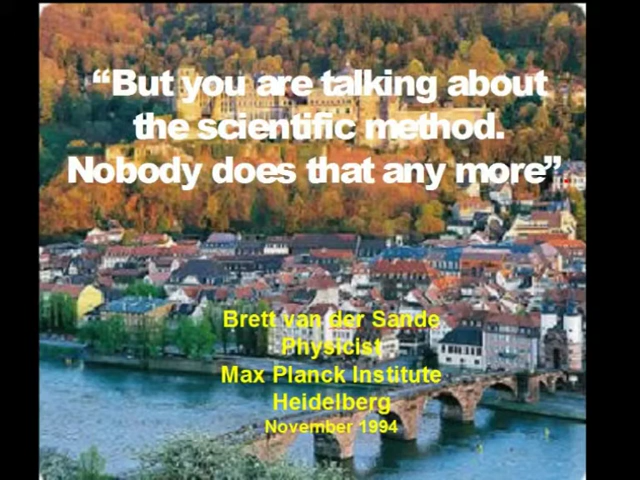 “But you are talking about
the scientific method.
Nobody does that any more”
Brett van der Sande
Physicist
Max Planck Institute
Heidelberg
November 1994